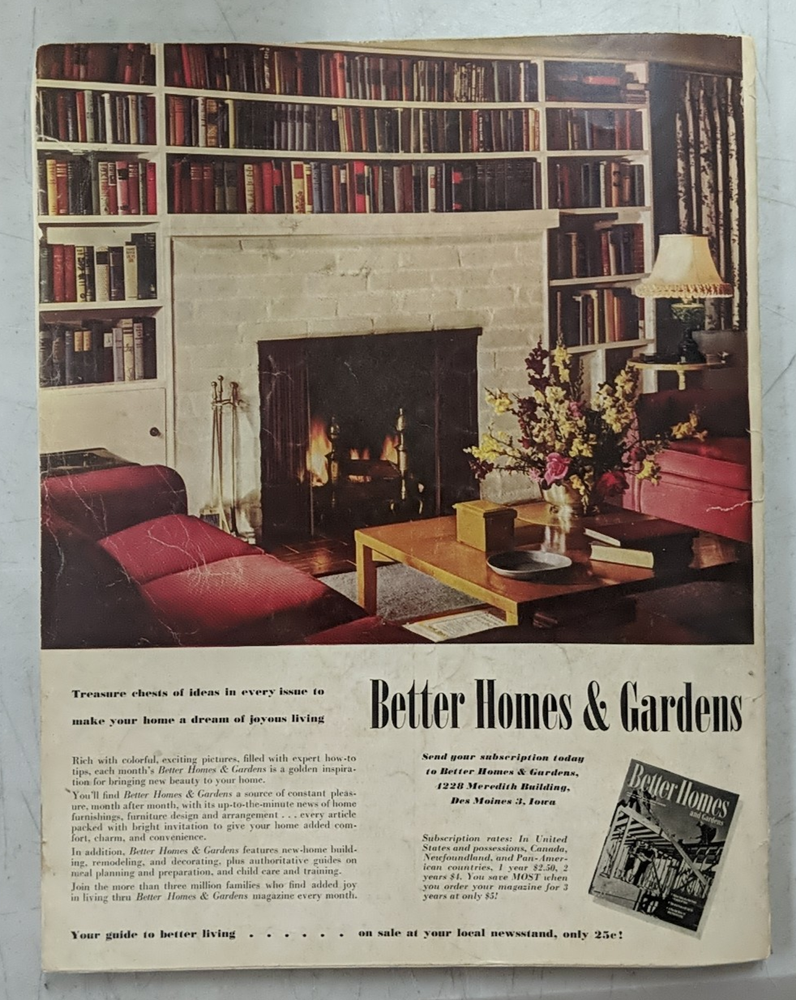 Treasure chests of ideas in every issue to
make your home a dream of joyous living
Better Homes & Gardens
Rich with colorful, exciting pictures, filled with expert how-to
tips, each month's Better Homes & Gardens is a golden inspira-
tion for bringing new beauty to your home.
You'll find Better Homes & Gardens a source of constant pleas-
ure, month after month, with its up-to-the-minute news of home
furnishings, furniture design and arrangement . . . every article
packed with bright invitation to give your home added com-
fort, charm, and convenience.
In addition, Better Homes & Gardens features new-home build-
ing, remodeling, and decorating, plus authoritative guides on
meal planning and preparation, and child care and training.
Join the more than three million families who find added joy
in living thru Better Homes & Gardens magazine every month.
Send your subscription today
to Better Homes & Gardens,
1228 Meredith Building,
Des Moines 3, Iowa
Subscription rates: In United
States and possessions, Canada,
Newfoundland, and Pan-Amer-
ican countries, 1 year $2.50, 2
years $4. You save MOST when
you order your magazine for 3
years at only $5!
Better Homes
and Gardens
Your guide to better living . . . . . . on sale at your local newsstand, only 25c!